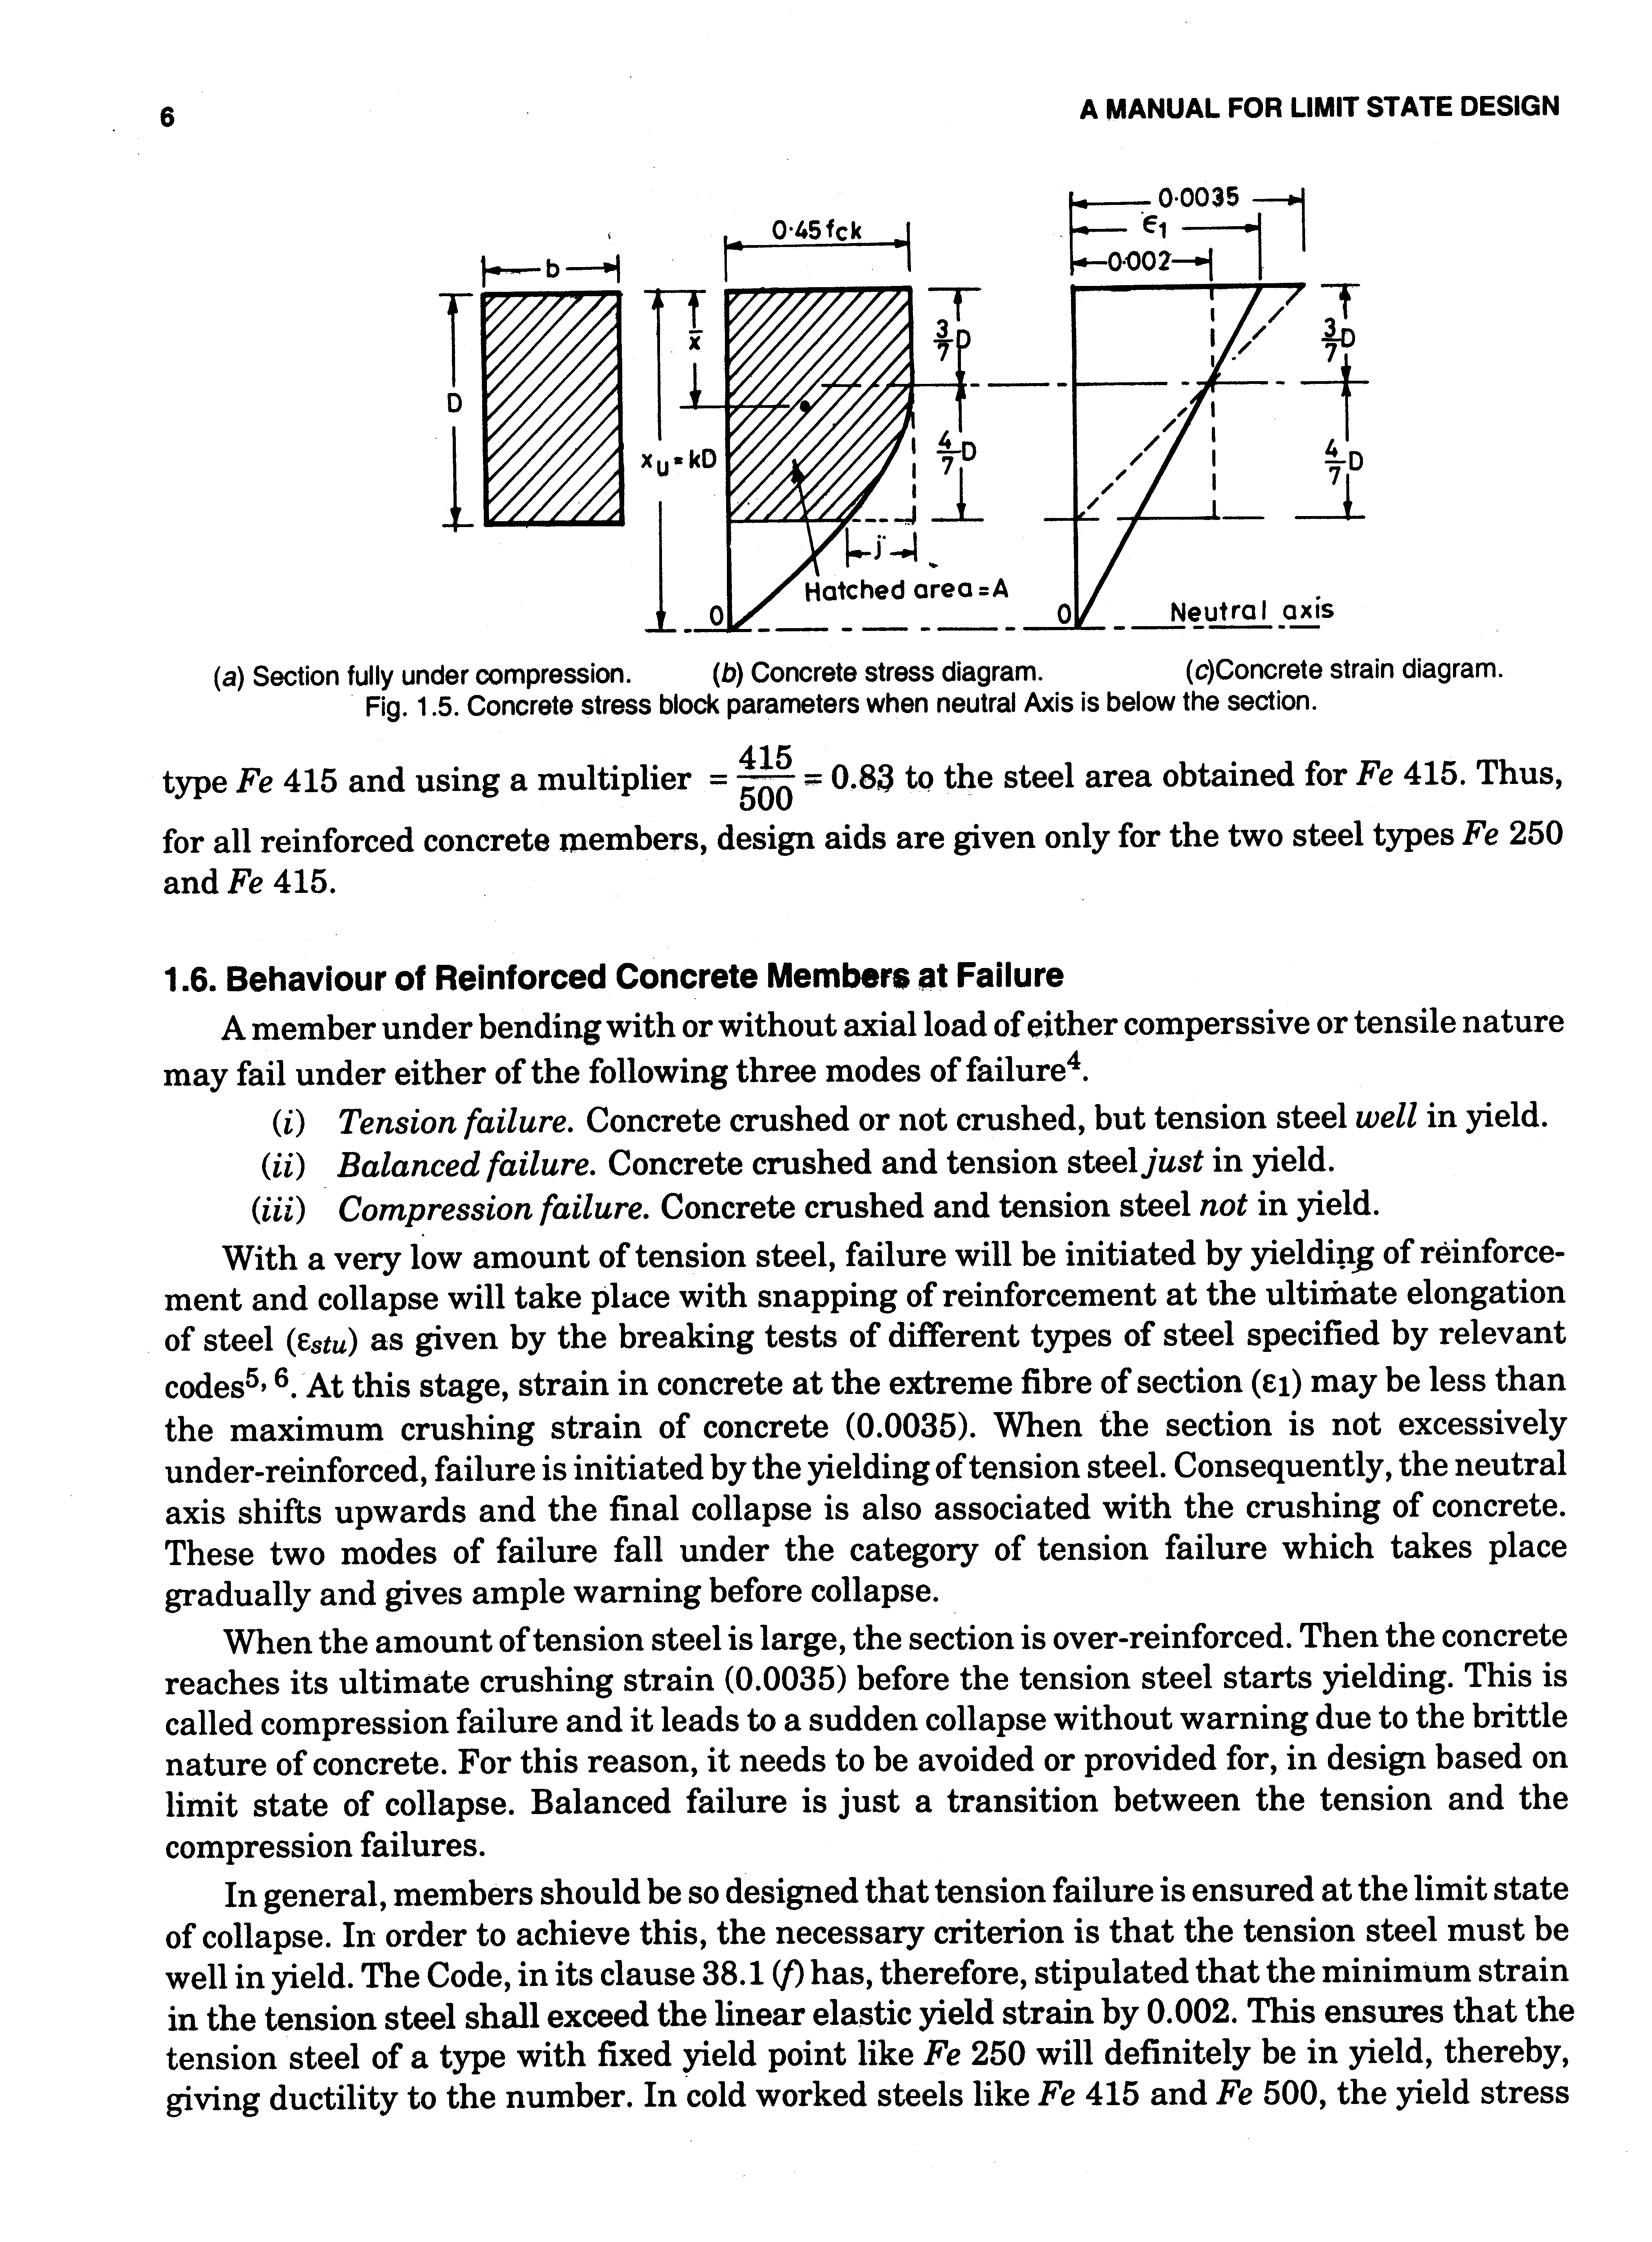 6
A MANUAL FOR LIMIT STATE DESIGN
0·0035
0·45fck
ϵ1
b
0·002
x̄
3/7 D
3/7 D
D
4/7 D
xu = kD
4/7 D
j
Hatched area = A
0
0
Neutral axis
(a) Section fully under compression. (b) Concrete stress diagram. (c)Concrete strain diagram.
Fig. 1.5. Concrete stress block parameters when neutral Axis is below the section.
type Fe 415 and using a multiplier = 415/500 = 0.83 to the steel area obtained for Fe 415. Thus,
for all reinforced concrete members, design aids are given only for the two steel types Fe 250
and Fe 415.
1.6. Behaviour of Reinforced Concrete Members at Failure
A member under bending with or without axial load of either comperssive or tensile nature
may fail under either of the following three modes of failure⁴.
(i) Tension failure. Concrete crushed or not crushed, but tension steel well in yield.
(ii) Balanced failure. Concrete crushed and tension steel just in yield.
(iii) Compression failure. Concrete crushed and tension steel not in yield.
With a very low amount of tension steel, failure will be initiated by yielding of reinforce-
ment and collapse will take place with snapping of reinforcement at the ultimate elongation
of steel (εstu) as given by the breaking tests of different types of steel specified by relevant
codes⁵, ⁶. At this stage, strain in concrete at the extreme fibre of section (ε1) may be less than
the maximum crushing strain of concrete (0.0035). When the section is not excessively
under-reinforced, failure is initiated by the yielding of tension steel. Consequently, the neutral
axis shifts upwards and the final collapse is also associated with the crushing of concrete.
These two modes of failure fall under the category of tension failure which takes place
gradually and gives ample warning before collapse.
When the amount of tension steel is large, the section is over-reinforced. Then the concrete
reaches its ultimate crushing strain (0.0035) before the tension steel starts yielding. This is
called compression failure and it leads to a sudden collapse without warning due to the brittle
nature of concrete. For this reason, it needs to be avoided or provided for, in design based on
limit state of collapse. Balanced failure is just a transition between the tension and the
compression failures.
In general, members should be so designed that tension failure is ensured at the limit state
of collapse. In order to achieve this, the necessary criterion is that the tension steel must be
well in yield. The Code, in its clause 38.1 (f) has, therefore, stipulated that the minimum strain
in the tension steel shall exceed the linear elastic yield strain by 0.002. This ensures that the
tension steel of a type with fixed yield point like Fe 250 will definitely be in yield, thereby,
giving ductility to the number. In cold worked steels like Fe 415 and Fe 500, the yield stress